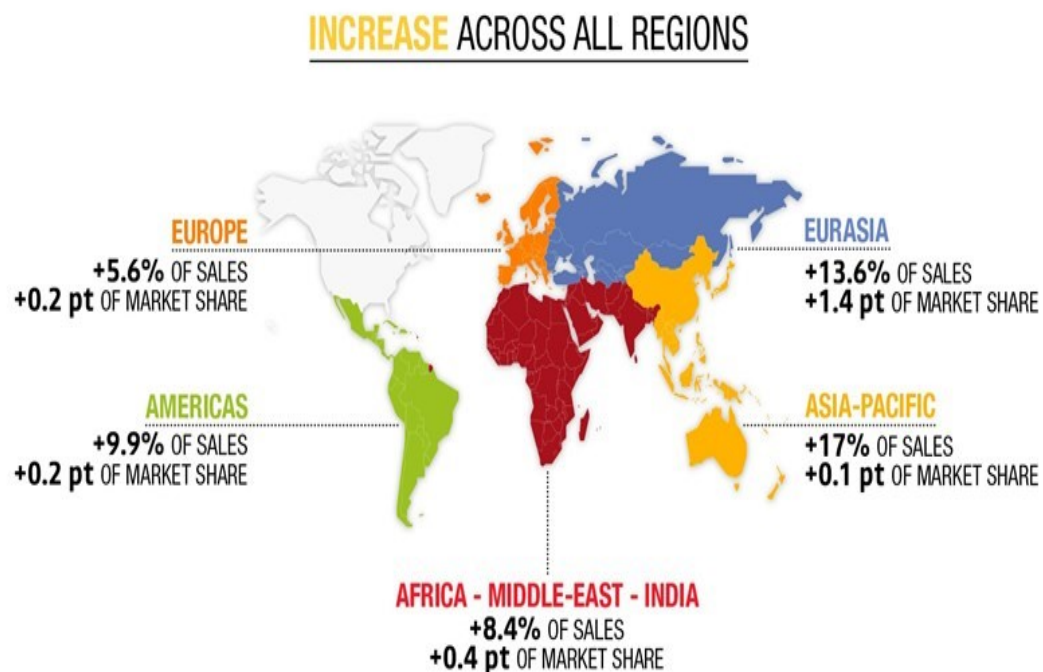 INCREASE ACROSS ALL REGIONS
EUROPE
+5.6% OF SALES
+0.2 pt OF MARKET SHARE
EURASIA
+13.6% OF SALES
+1.4 pt OF MARKET SHARE
AMERICAS
+9.9% OF SALES
+0.2 pt OF MARKET SHARE
ASIA-PACIFIC
+17% OF SALES
+0.1 pt OF MARKET SHARE
AFRICA - MIDDLE-EAST - INDIA
+8.4% OF SALES
+0.4 pt OF MARKET SHARE